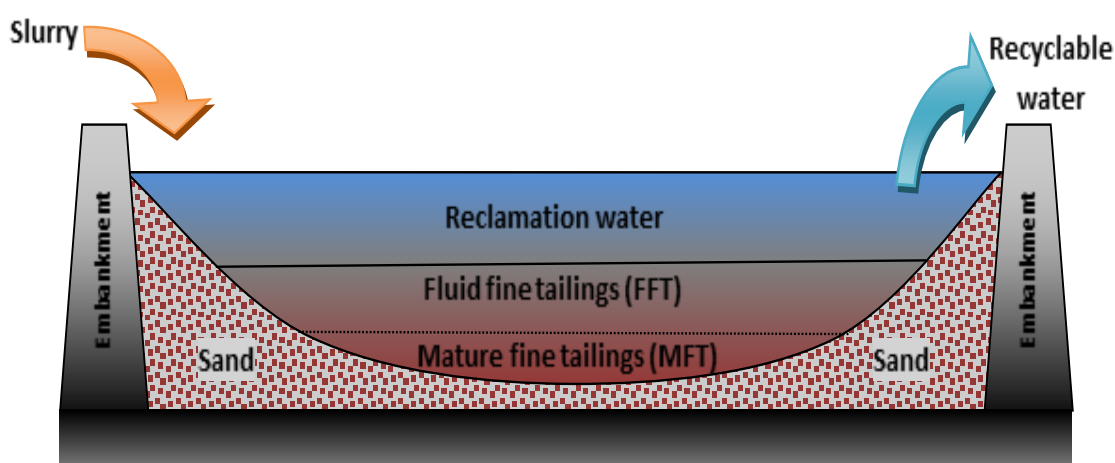 Slurry
Recyclable
water
Embankment
Reclamation water
Fluid fine tailings (FFT)
Mature fine tailings (MFT)
Sand
Sand
Embankment